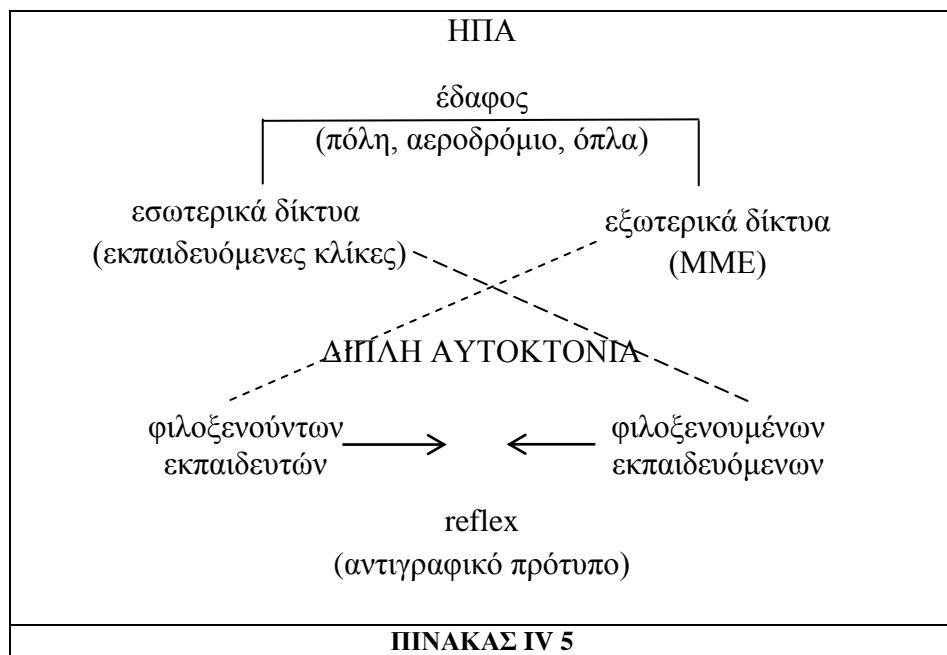 ΗΠΑ
έδαφος
(πόλη, αεροδρόμιο, όπλα)
εσωτερικά δίκτυα
(εκπαιδευόμενες κλίκες)
εξωτερικά δίκτυα
(ΜΜΕ)
ΔΙΠΛΗ ΑΥΤΟΚΤΟΝΙΑ
φιλοξενούντων
εκπαιδευτών
φιλοξενουμένων
εκπαιδευόμενων
reflex
(αντιγραφικό πρότυπο)
ΠΙΝΑΚΑΣ IV 5